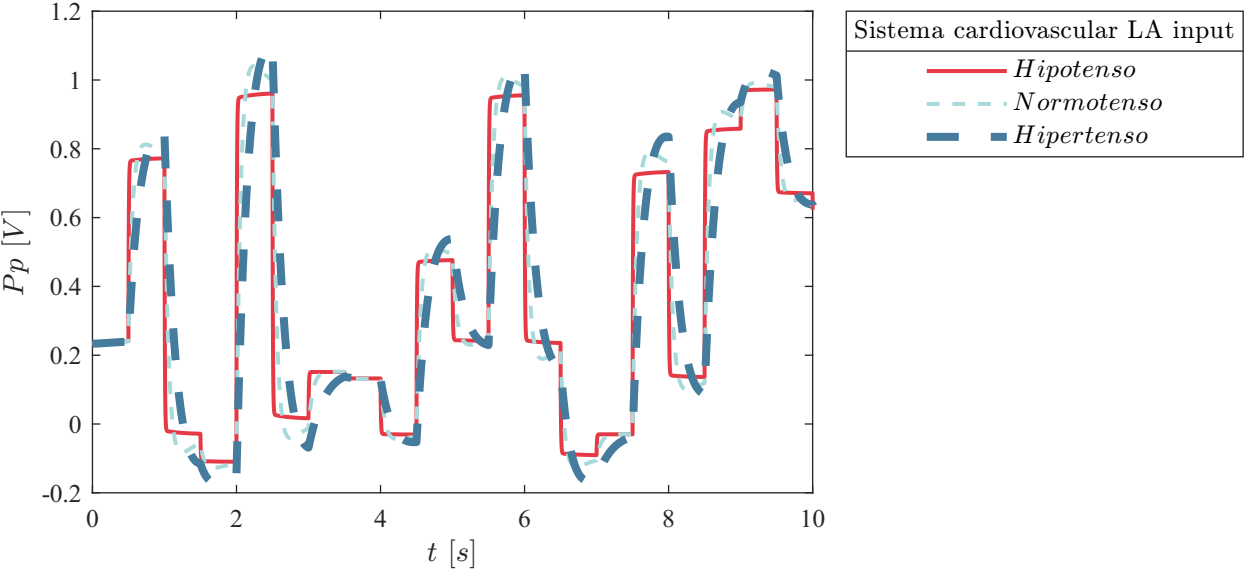 1.2
1
0.8
0.6
0.4
0.2
0
-0.2
Pp [V]
0 2 4 6 8 10
t [s]
Sistema cardiovascular LA input
Hipotenso
Normotenso
Hipertenso